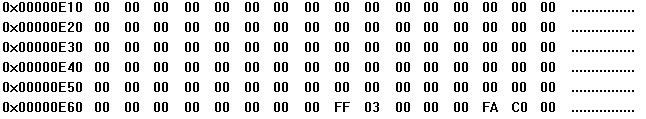 0x00000E10 00 00 00 00 00 00 00 00 00 00 00 00 00 00 00 00 ................
0x00000E20 00 00 00 00 00 00 00 00 00 00 00 00 00 00 00 00 ................
0x00000E30 00 00 00 00 00 00 00 00 00 00 00 00 00 00 00 00 ................
0x00000E40 00 00 00 00 00 00 00 00 00 00 00 00 00 00 00 00 ................
0x00000E50 00 00 00 00 00 00 00 00 00 00 00 00 00 00 00 00 ................
0x00000E60 00 00 00 00 00 00 00 00 FF 03 00 00 00 FA C0 00 ................